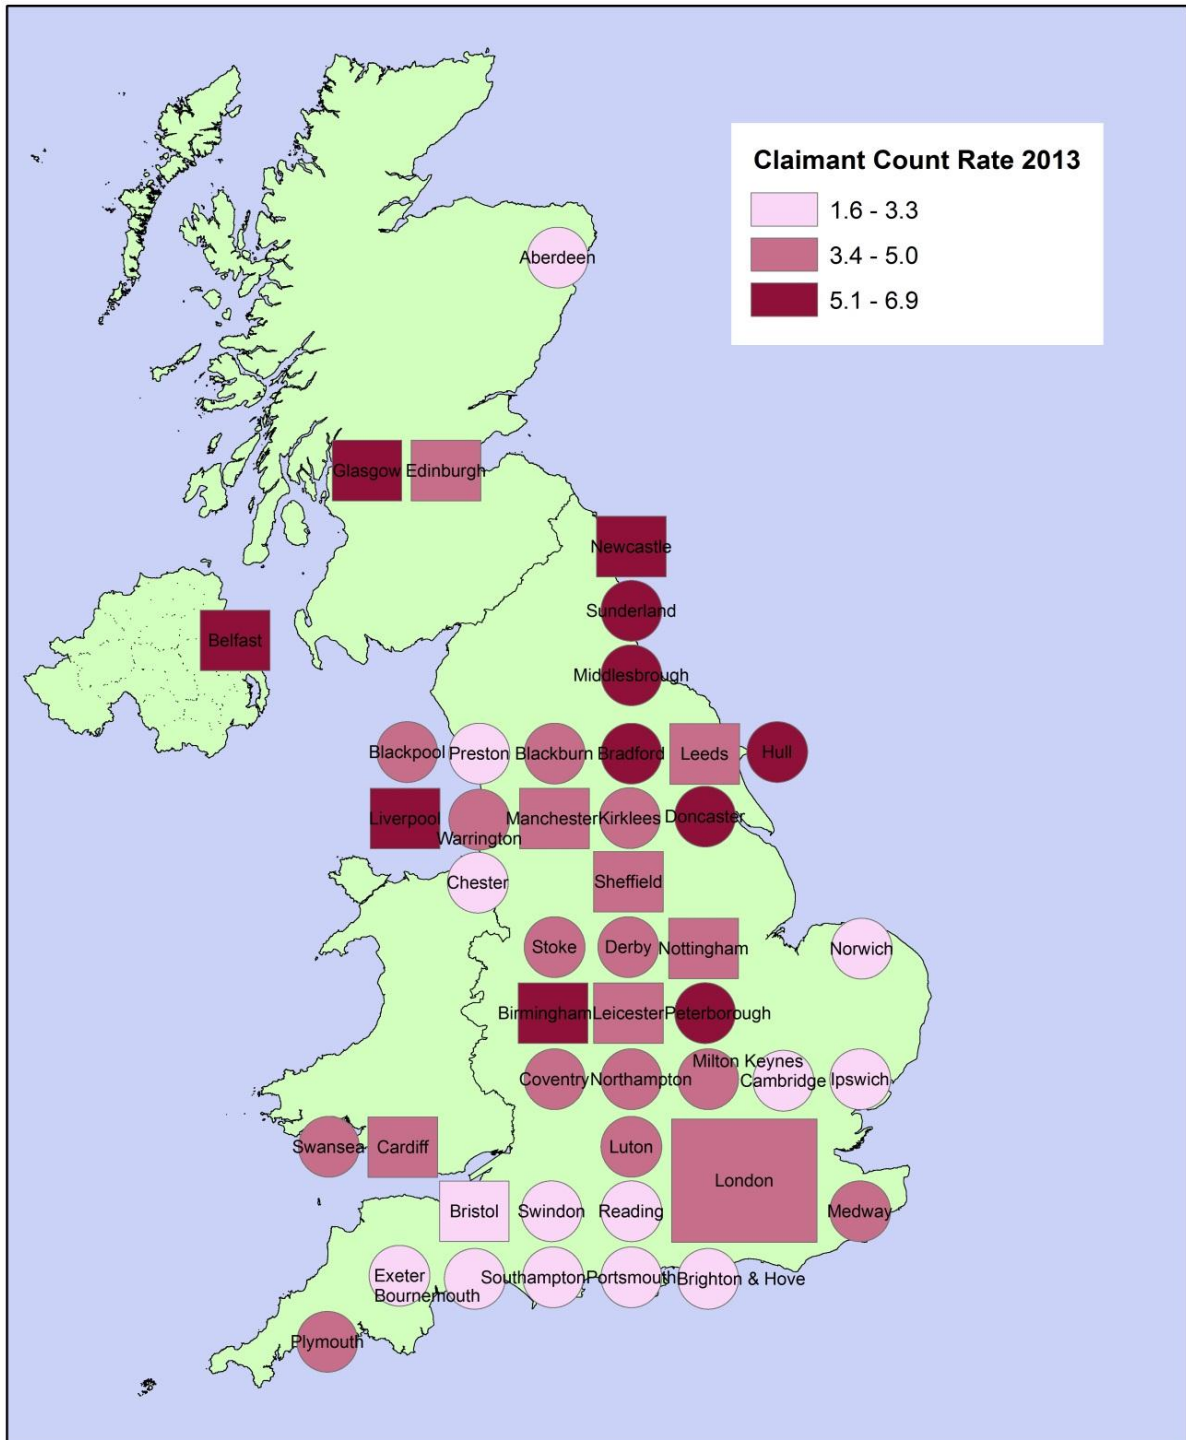 Claimant Count Rate 2013
1.6 - 3.3
3.4 - 5.0
5.1 - 6.9
Aberdeen
Glasgow
Edinburgh
Newcastle
Sunderland
Belfast
Middlesbrough
Blackpool
Preston
Blackburn
Bradford
Leeds
Hull
Liverpool
Warrington
Manchester
Kirklees
Doncaster
Chester
Sheffield
Stoke
Derby
Nottingham
Norwich
Birmingham
Leicester
Peterborough
Coventry
Northampton
Milton Keynes
Cambridge
Ipswich
Swansea
Cardiff
Luton
London
Bristol
Swindon
Reading
Medway
Exeter
Bournemouth
Southampton
Portsmouth
Brighton & Hove
Plymouth